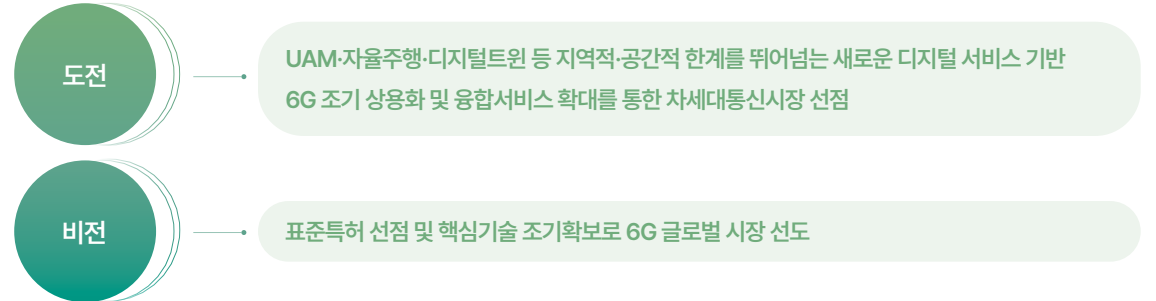 도전
UAM·자율주행·디지털트윈 등 지역적·공간적 한계를 뛰어넘는 새로운 디지털 서비스 기반
6G 조기 상용화 및 융합서비스 확대를 통한 차세대통신시장 선점
비전
표준특허 선점 및 핵심기술 조기확보로 6G 글로벌 시장 선도